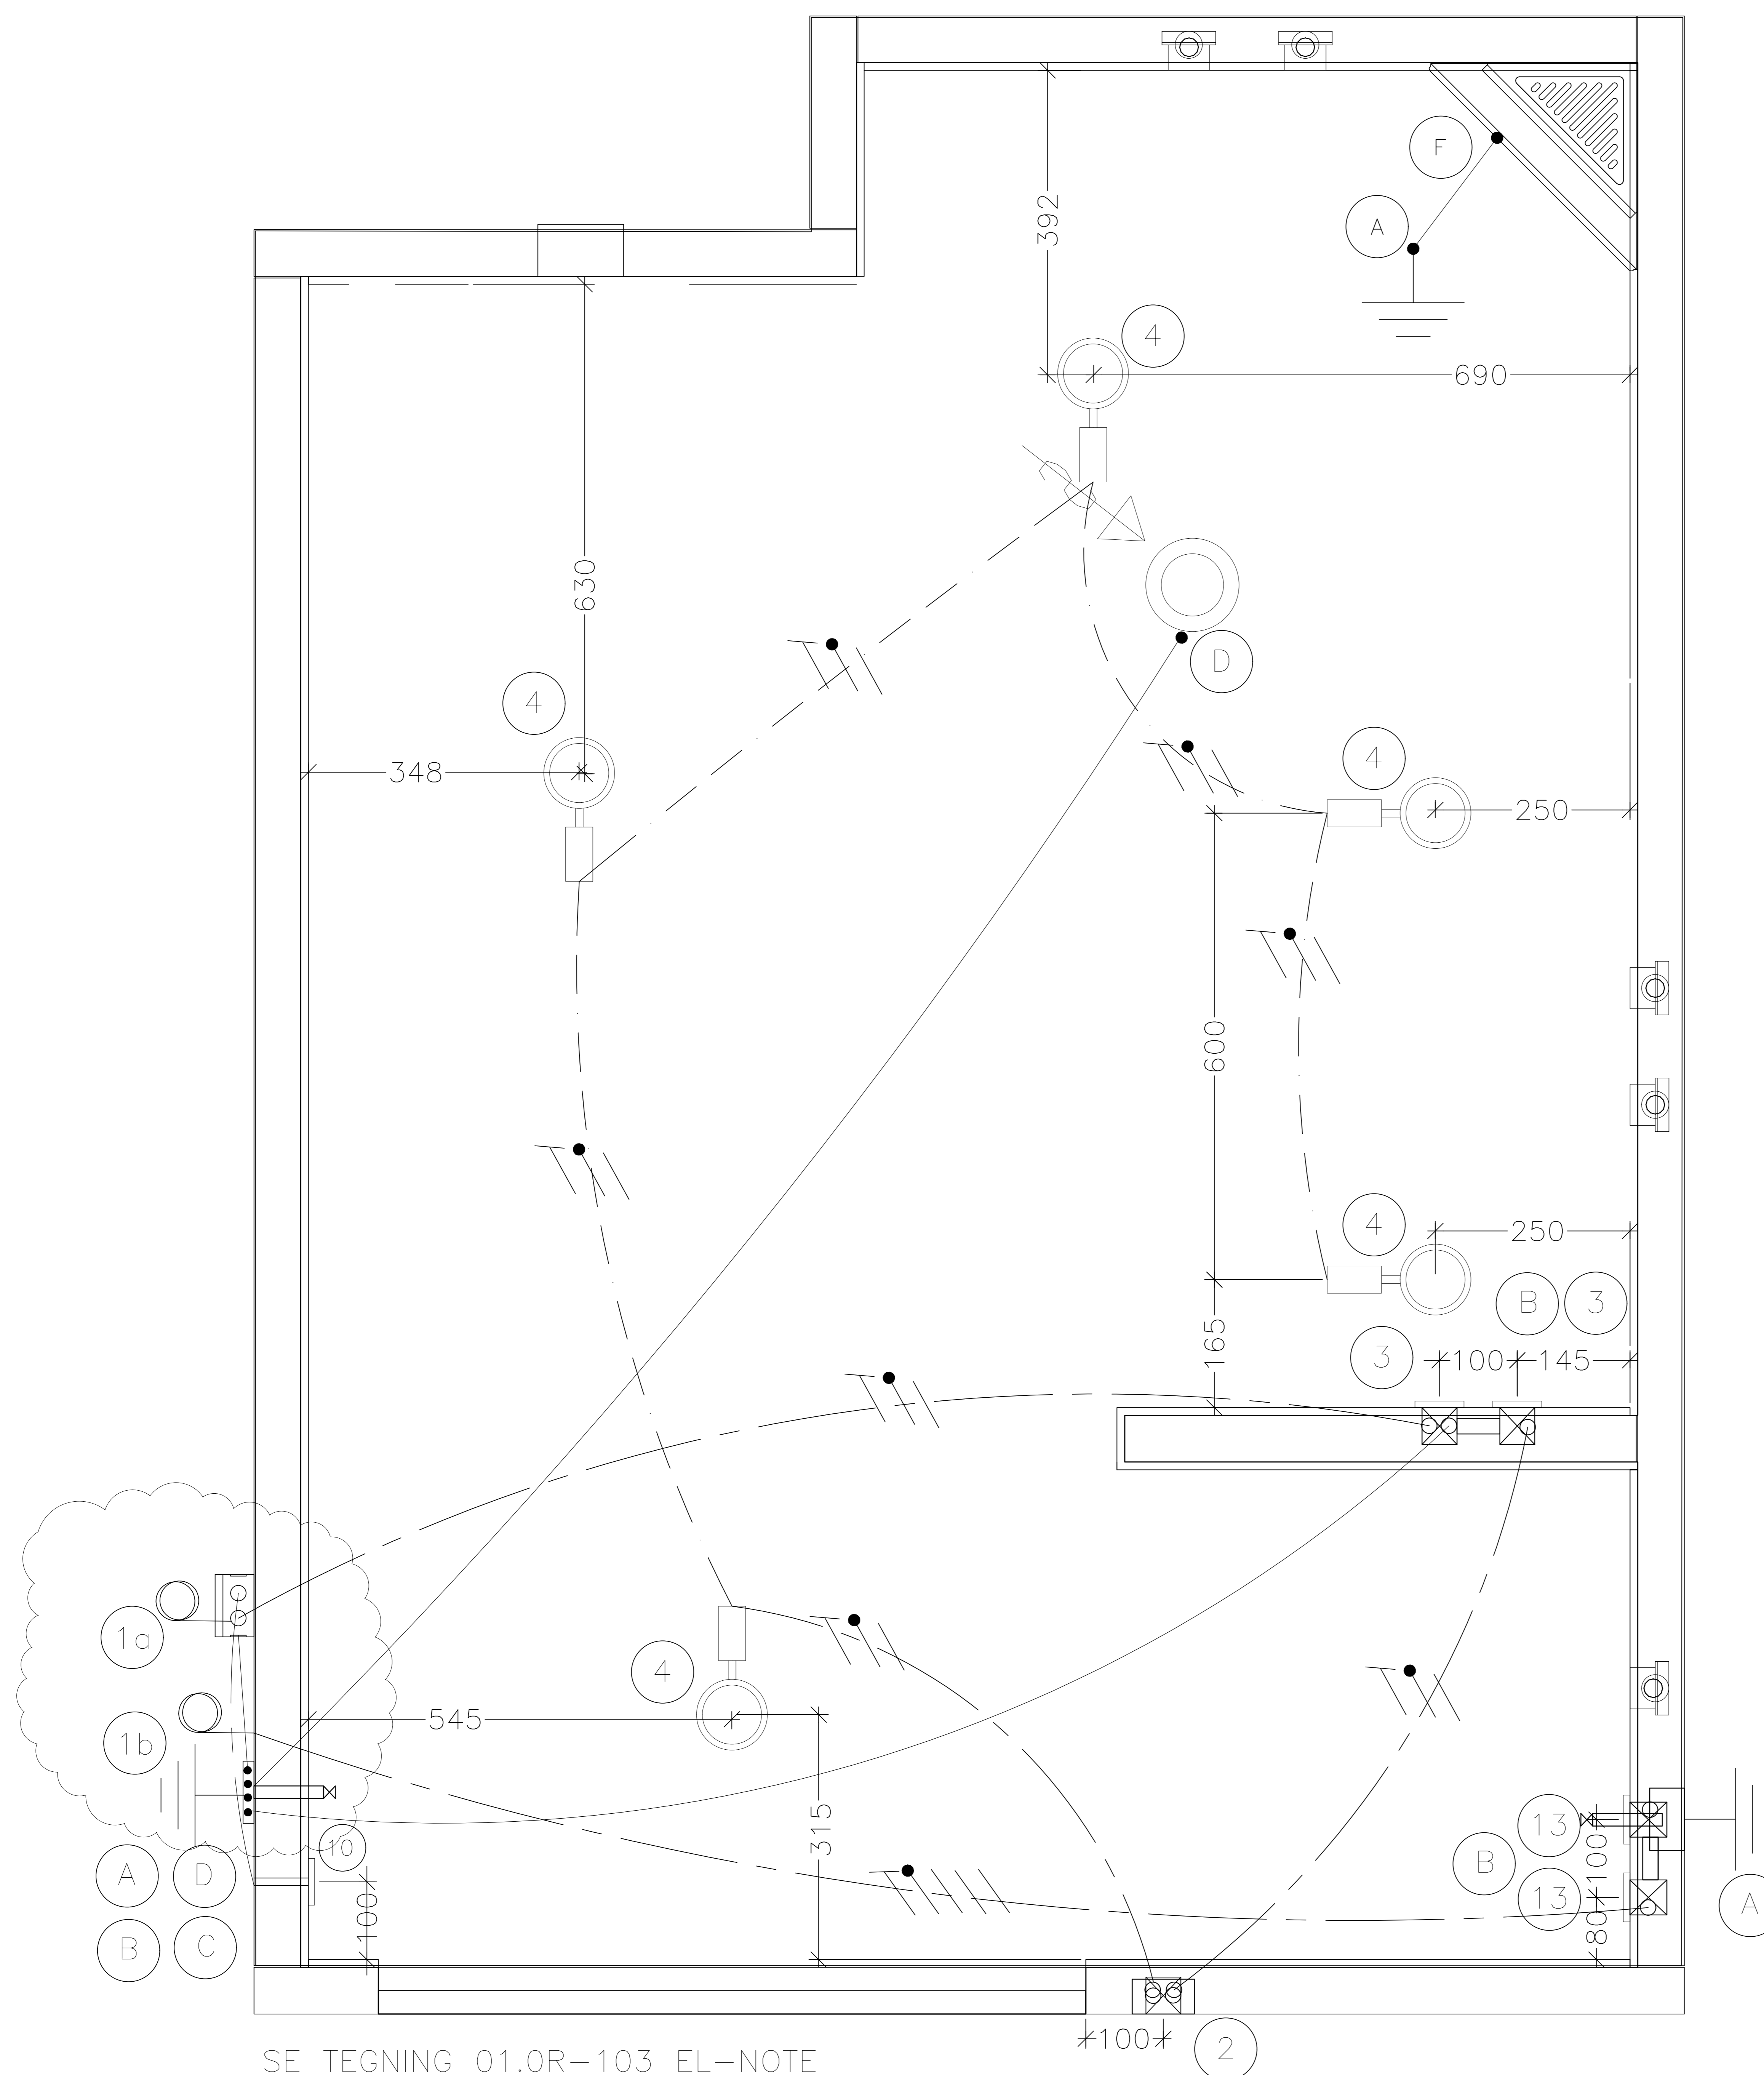 F
A
392
4
690
630
D
4
4
348
250
600
4
250
B 3
3
100 145
165
1a
4
1b
545
315
10
13
100
B
13
A D
A
100
80
B C
100
2
SE TEGNING 01.0R-103 EL-NOTE